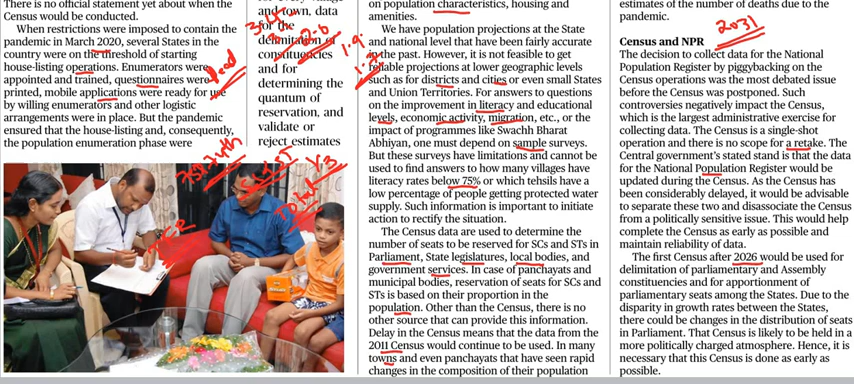 There is no official statement yet about when the
Census would be conducted.
When restrictions were imposed to contain the
pandemic in March 2020, several States in the
country were on the threshold of starting
house-listing operations. Enumerators were
appointed and trained, questionnaires were
printed, mobile applications were ready for use
by willing enumerators and other logistic
arrangements were in place. But the pandemic
ensured that the house-listing and, consequently,
the population enumeration phase were
and town, data
for the
delimitation of
constituencies
and for
determining the
quantum of
reservation, and
validate or
reject estimates
2.6
1.9
SC/ST
Total
1/3
on population characteristics, housing and
amenities.
We have population projections at the State
and national level that have been fairly accurate
in the past. However, it is not feasible to get
reliable projections at lower geographic levels
such as for districts and cities or even small States
and Union Territories. For answers to questions
on the improvement in literacy and educational
levels, economic activity, migration, etc., or the
impact of programmes like Swachh Bharat
Abhiyan, one must depend on sample surveys.
But these surveys have limitations and cannot be
used to find answers to how many villages have
literacy rates below 75% or which tehsils have a
low percentage of people getting protected water
supply. Such information is important to initiate
action to rectify the situation.
The Census data are used to determine the
number of seats to be reserved for SCs and STs in
Parliament, State legislatures, local bodies, and
government services. In case of panchayats and
municipal bodies, reservation of seats for SCs and
STs is based on their proportion in the
population. Other than the Census, there is no
other source that can provide this information.
Delay in the Census means that the data from the
2011 Census would continue to be used. In many
towns and even panchayats that have seen rapid
changes in the composition of their population
estimates of the number of deaths due to the
pandemic.
2031
Census and NPR
The decision to collect data for the National
Population Register by piggybacking on the
Census operations was the most debated issue
before the Census was postponed. Such
controversies negatively impact the Census,
which is the largest administrative exercise for
collecting data. The Census is a single-shot
operation and there is no scope for a retake. The
Central government's stated stand is that the data
for the National Population Register would be
updated during the Census. As the Census has
been considerably delayed, it would be advisable
to separate these two and disassociate the Census
from a politically sensitive issue. This would help
complete the Census as early as possible and
maintain reliability of data.
The first Census after 2026 would be used for
delimitation of parliamentary and Assembly
constituencies and for apportionment of
parliamentary seats among the States. Due to the
disparity in growth rates between the States,
there could be changes in the distribution of seats
in Parliament. That Census is likely to be held in a
more politically charged atmosphere. Hence, it is
necessary that this Census is done as early as
possible.